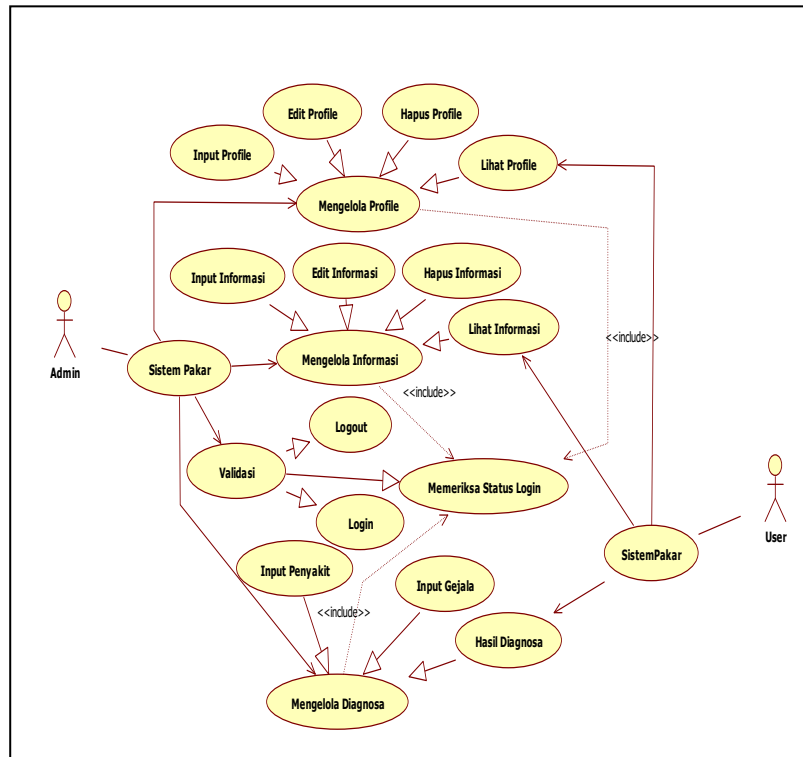 Edit Profile
Hapus Profile
Input Profile
Lihat Profile
Mengelola Profile
Input Informasi
Edit Informasi
Hapus Informasi
Lihat Informasi
<<include>>
Mengelola Informasi
Admin
Sistem Pakar
<<include>>
Logout
Validasi
Memeriksa Status Login
Login
User
SistemPakar
Input Penyakit
Input Gejala
<<include>>
Hasil Diagnosa
Mengelola Diagnosa